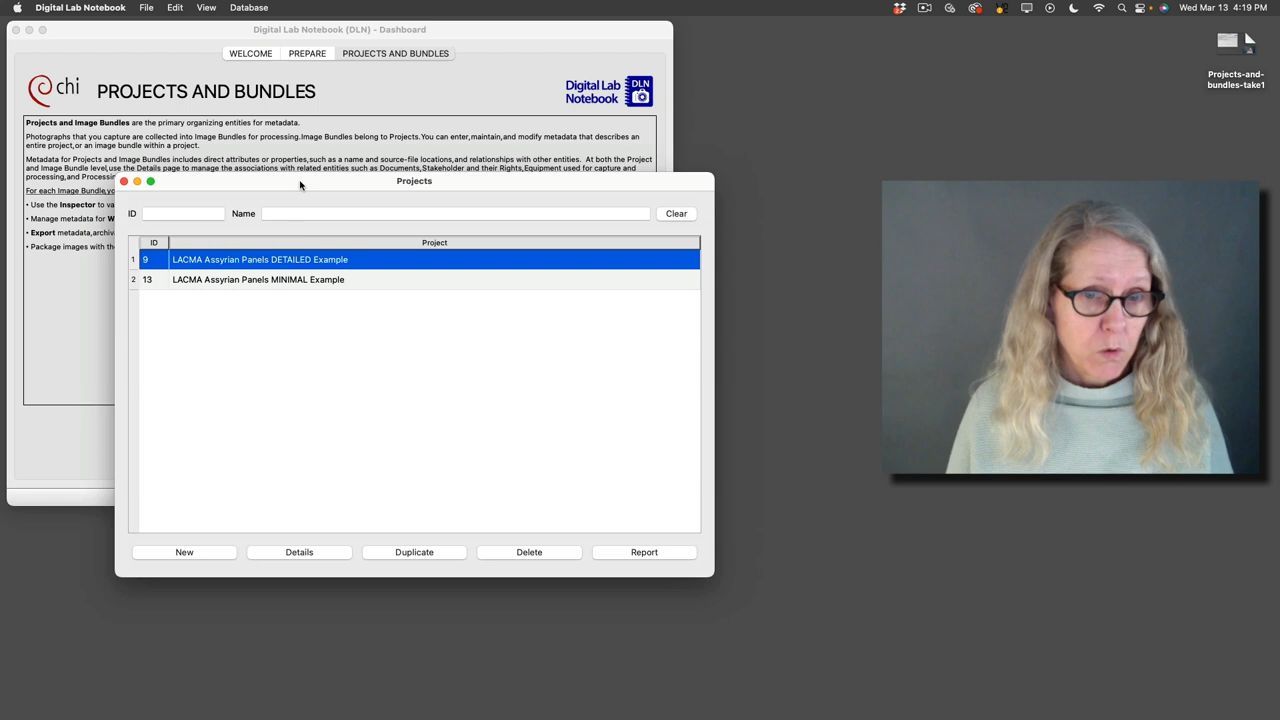 Digital Lab Notebook File Edit View Database
Wed Mar 13 4:19 PM
Digital Lab Notebook (DLN) - Dashboard
WELCOME PREPARE PROJECTS AND BUNDLES
chi PROJECTS AND BUNDLES
Digital Lab Notebook DLN
Projects and Image Bundles are the primary organizing entities for metadata.
Photographs that you capture are collected into Image Bundles for processing.Image Bundles belong to Projects.You can enter,maintain,and modify metadata that describes an
entire project,or an image bundle within a project.
Metadata for Projects and Image Bundles includes direct attributes or properties,such as a name and source-file locations,and relationships with other entities. At both the Project
and Image Bundle level,use the Details page to manage the associations with related entities such as Documents,Stakeholder and their Rights,Equipment used for capture and
processing,and Process
For each Image Bundle,yo
• Use the Inspector to va
• Manage metadata for W
• Export metadata,archiv
• Package images with the
Projects
ID Name Clear
ID Project
1 9 LACMA Assyrian Panels DETAILED Example
2 13 LACMA Assyrian Panels MINIMAL Example
New Details Duplicate Delete Report
Projects-and-
bundles-take1